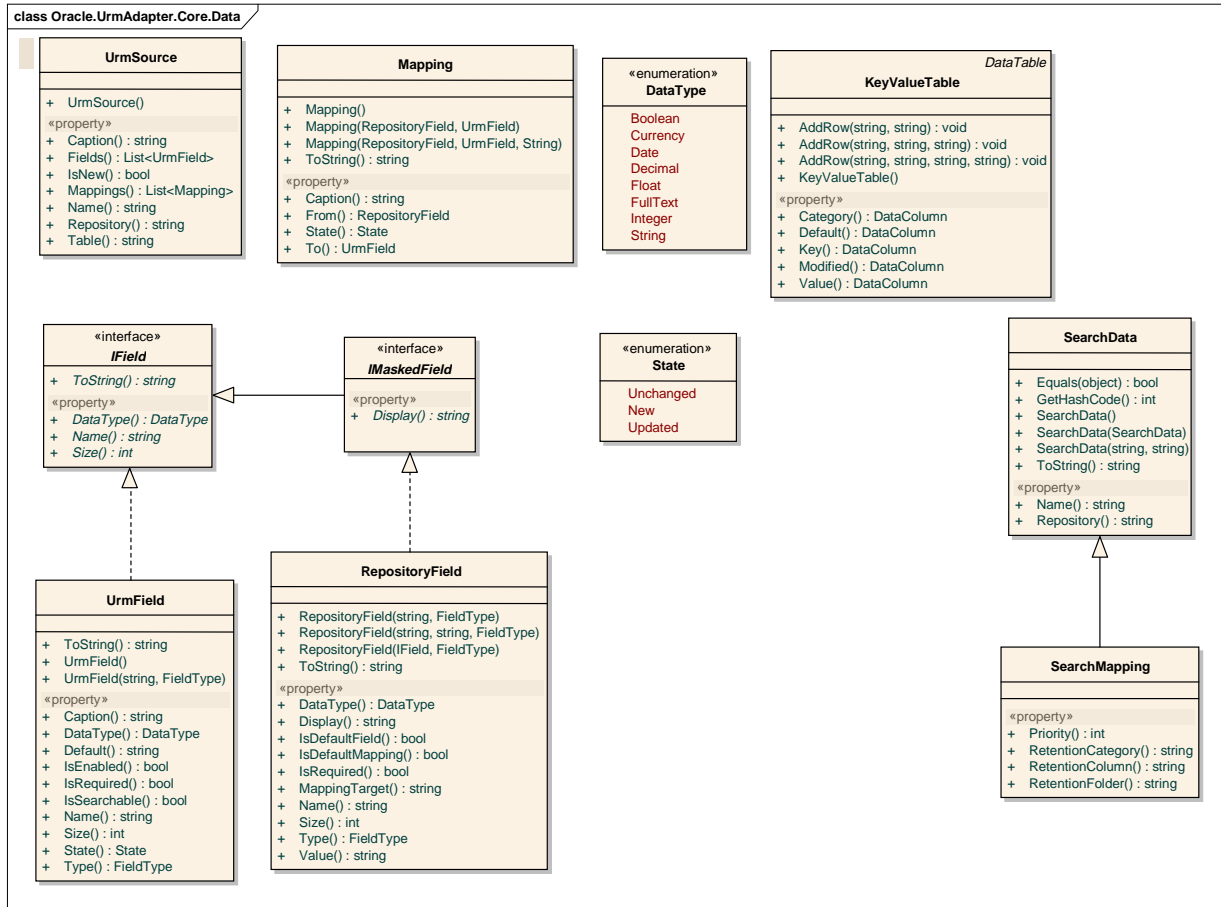 class Oracle.UrmAdapter.Core.Data
UrmSource
+ UrmSource()
«property»
+ Caption() : string
+ Fields() : List<UrmField>
+ IsNew() : bool
+ Mappings() : List<Mapping>
+ Name() : string
+ Repository() : string
+ Table() : string
Mapping
+ Mapping()
+ Mapping(RepositoryField, UrmField)
+ Mapping(RepositoryField, UrmField, String)
+ ToString() : string
«property»
+ Caption() : string
+ From() : RepositoryField
+ State() : State
+ To() : UrmField
«enumeration»
DataType
Boolean
Currency
Date
Decimal
Float
FullText
Integer
String
DataTable
KeyValueTable
+ AddRow(string, string) : void
+ AddRow(string, string, string) : void
+ AddRow(string, string, string, string) : void
+ KeyValueTable()
«property»
+ Category() : DataColumn
+ Default() : DataColumn
+ Key() : DataColumn
+ Modified() : DataColumn
+ Value() : DataColumn
«interface»
IField
+ ToString() : string
«property»
+ DataType() : DataType
+ Name() : string
+ Size() : int
«interface»
IMaskedField
«property»
+ Display() : string
«enumeration»
State
Unchanged
New
Updated
SearchData
+ Equals(object) : bool
+ GetHashCode() : int
+ SearchData()
+ SearchData(SearchData)
+ SearchData(string, string)
+ ToString() : string
«property»
+ Name() : string
+ Repository() : string
UrmField
+ ToString() : string
+ UrmField()
+ UrmField(string, FieldType)
«property»
+ Caption() : string
+ DataType() : DataType
+ Default() : string
+ IsEnabled() : bool
+ IsRequired() : bool
+ IsSearchable() : bool
+ Name() : string
+ Size() : int
+ State() : State
+ Type() : FieldType
RepositoryField
+ RepositoryField(string, FieldType)
+ RepositoryField(string, string, FieldType)
+ RepositoryField(IField, FieldType)
+ ToString() : string
«property»
+ DataType() : DataType
+ Display() : string
+ IsDefaultField() : bool
+ IsDefaultMapping() : bool
+ IsRequired() : bool
+ MappingTarget() : string
+ Name() : string
+ Size() : int
+ Type() : FieldType
+ Value() : string
SearchMapping
«property»
+ Priority() : int
+ RetentionCategory() : string
+ RetentionColumn() : string
+ RetentionFolder() : string